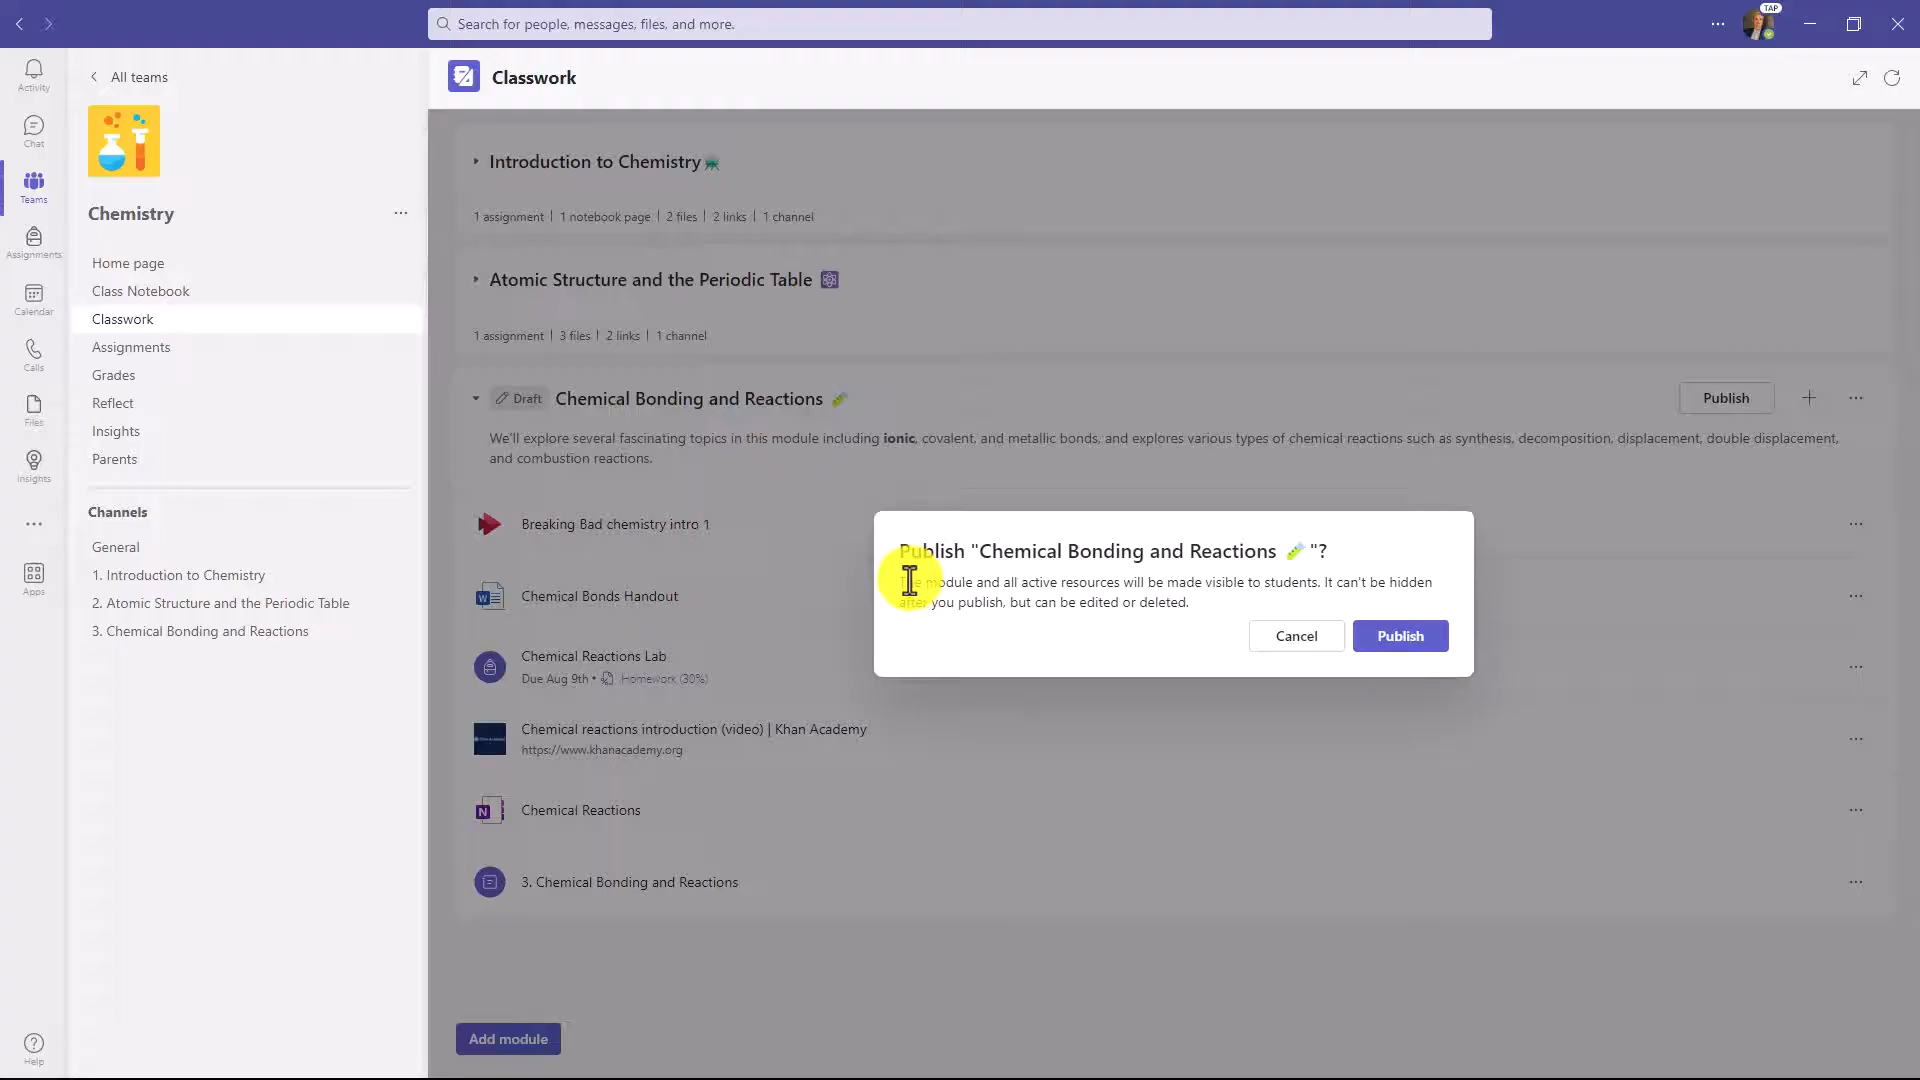 Search for people, messages, files, and more.
TAP
Activity
Chat
Teams
Assignments
Calendar
Calls
Files
Insights
Apps
Help
All teams
Chemistry
Home page
Class Notebook
Classwork
Assignments
Grades
Reflect
Insights
Parents
Channels
General
1. Introduction to Chemistry
2. Atomic Structure and the Periodic Table
3. Chemical Bonding and Reactions
Classwork
Introduction to Chemistry
1 assignment | 1 notebook page | 2 files | 2 links | 1 channel
Atomic Structure and the Periodic Table
1 assignment | 3 files | 2 links | 1 channel
Draft Chemical Bonding and Reactions
Publish
We'll explore several fascinating topics in this module including ionic, covalent, and metallic bonds, and explores various types of chemical reactions such as synthesis, decomposition, displacement, double displacement,
and combustion reactions.
Breaking Bad chemistry intro 1
Chemical Bonds Handout
Chemical Reactions Lab
Due Aug 9th • Homework (30%)
Chemical reactions introduction (video) | Khan Academy
https://www.khanacademy.org
Chemical Reactions
3. Chemical Bonding and Reactions
Publish "Chemical Bonding and Reactions "?
The module and all active resources will be made visible to students. It can't be hidden
after you publish, but can be edited or deleted.
Cancel
Publish
Add module